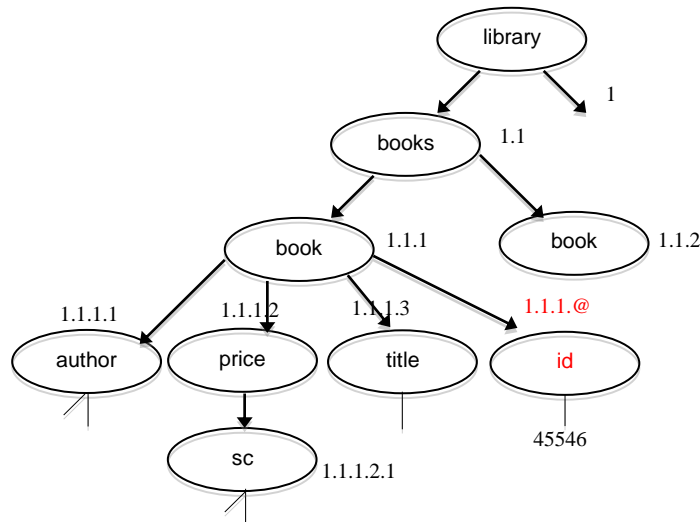 library
1
books
1.1
book
1.1.1
book
1.1.2
1.1.1.1
1.1.1.2
1.1.1.3
1.1.1.@
author
price
title
id
45546
sc
1.1.1.2.1